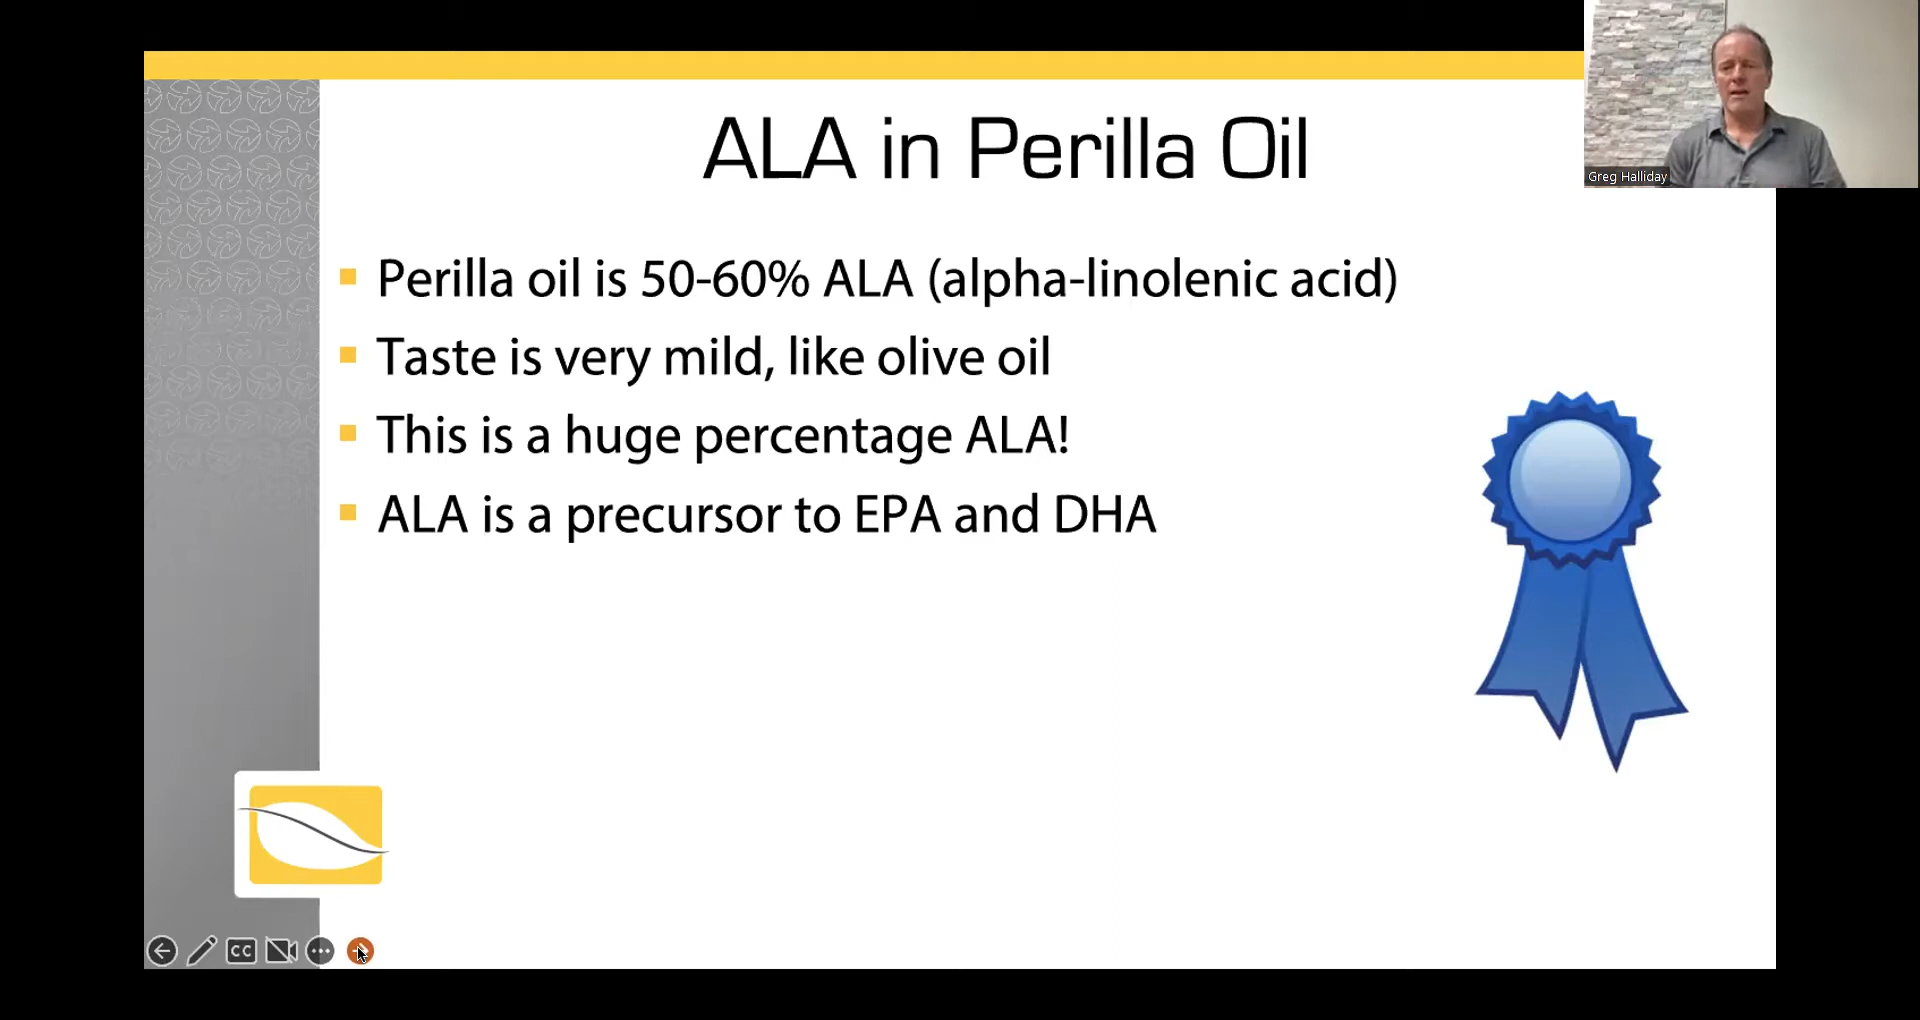 ALA in Perilla Oil
Greg Halliday
Perilla oil is 50-60% ALA (alpha-linolenic acid)
Taste is very mild, like olive oil
This is a huge percentage ALA!
ALA is a precursor to EPA and DHA
CC